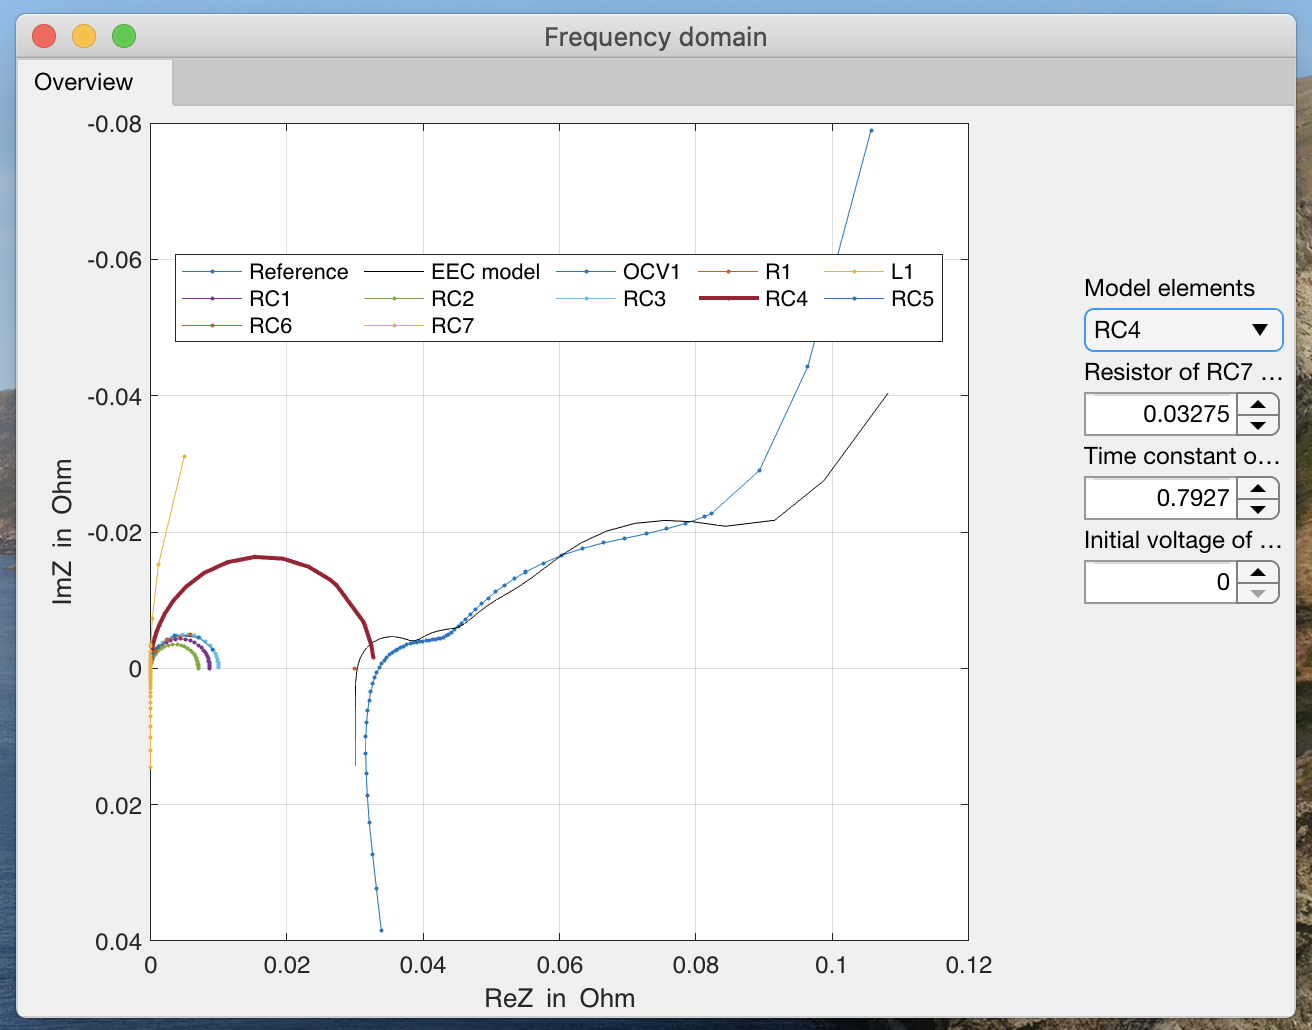 Frequency domain
Overview
-0.08
-0.06
-0.04
-0.02
0
0.02
0.04
0 0.02 0.04 0.06 0.08 0.1 0.12
ReZ in Ohm
ImZ in Ohm
Reference EEC model OCV1 R1 L1
RC1 RC2 RC3 RC4 RC5
RC6 RC7
Model elements
RC4
Resistor of RC7 ...
0.03275
Time constant o...
0.7927
Initial voltage of ...
0